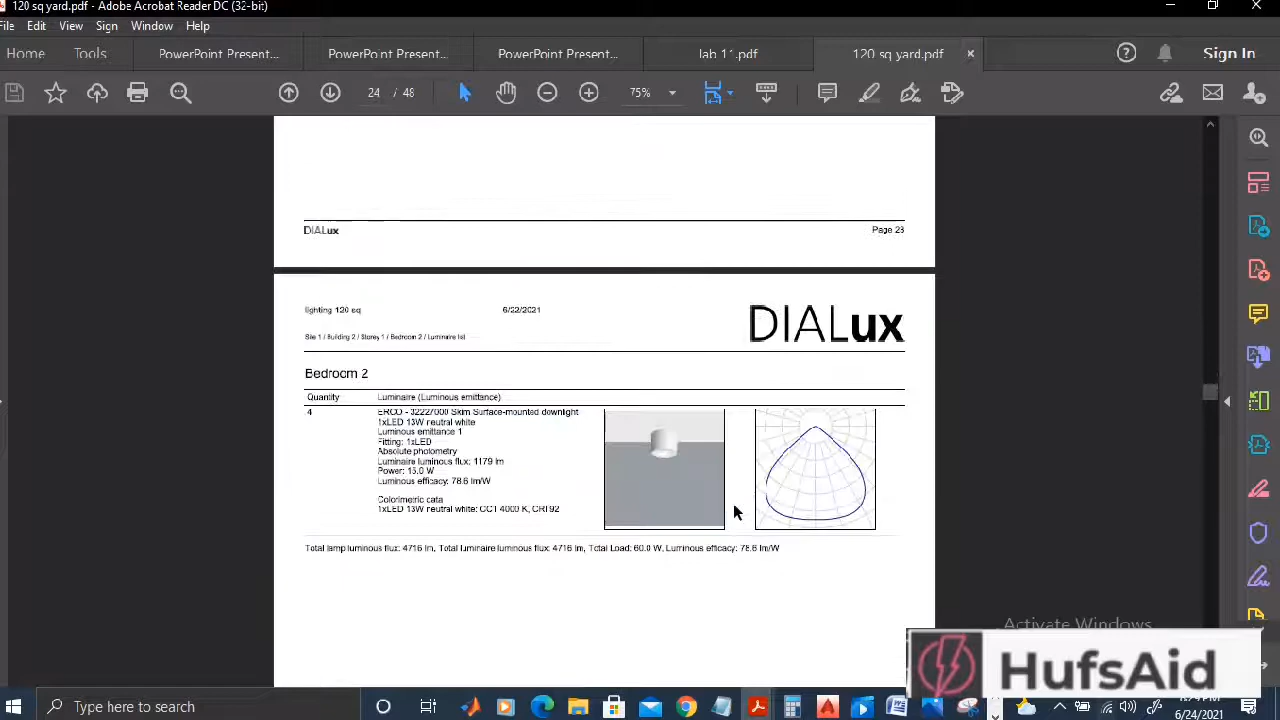 120 sq yard.pdf - Adobe Acrobat Reader DC (32-bit)
File Edit View Sign Window Help
Home Tools PowerPoint Present... PowerPoint Present... PowerPoint Present... lab 11.pdf 120 sq yard.pdf Sign In
24 / 48 75%
DIALux Page 23
lighting 120 sq 6/22/2021 DIALux
Site 1 / Building 2 / Storey 1 / Bedroom 2 / Luminaire list
Bedroom 2
Quantity Luminaire (Luminous emittance)
4 ERCO - 32227000 Skim Surface-mounted downlight
1xLED 13W neutral white
Luminous emittance 1
Fitting: 1xLED
Absolute photometry
Luminaire luminous flux: 1179 lm
Power: 15.0 W
Luminous efficacy: 78.6 lm/W
Colorimetric data
1xLED 13W neutral white: CCT 4000 K, CRI 92
Total lamp luminous flux: 4716 lm, Total luminaire luminous flux: 4716 lm, Total Load: 60.0 W, Luminous efficacy: 78.6 lm/W
Activate Windows
HufsAid
Type here to search
6/24/2021